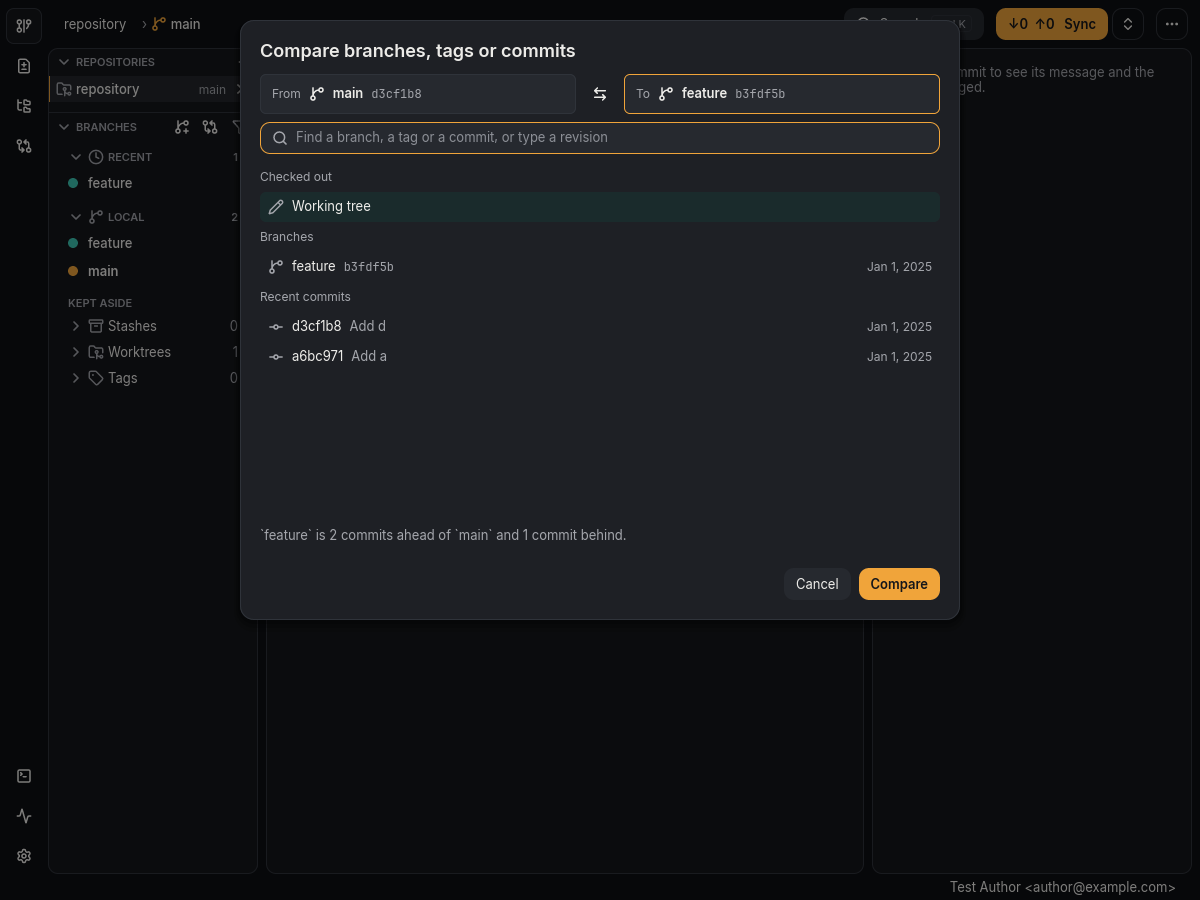 repository › main
↓0 ↑0 Sync
REPOSITORIES
repository main
BRANCHES
RECENT 1
feature
LOCAL 2
feature
main
KEPT ASIDE
Stashes 0
Worktrees 1
Tags 0
Compare branches, tags or commits
From main d3cf1b8
To feature b3fdf5b
Find a branch, a tag or a commit, or type a revision
Checked out
Working tree
Branches
feature b3fdf5b Jan 1, 2025
Recent commits
d3cf1b8 Add d Jan 1, 2025
a6bc971 Add a Jan 1, 2025
`feature` is 2 commits ahead of `main` and 1 commit behind.
Cancel Compare
to see its message and the
Test Author <author@example.com>